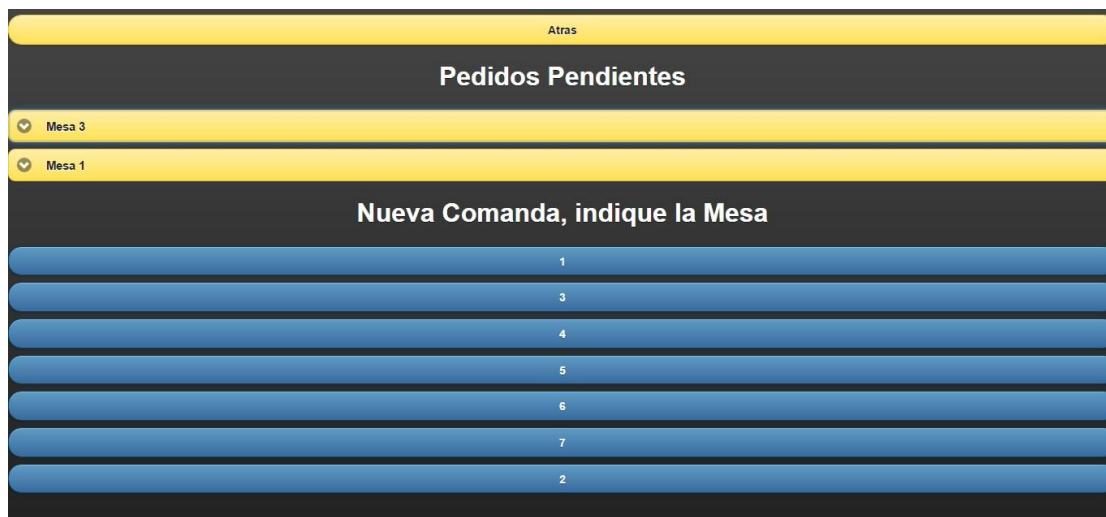 Atras
Pedidos Pendientes
Mesa 3
Mesa 1
Nueva Comanda, indique la Mesa
1
3
4
5
6
7
2